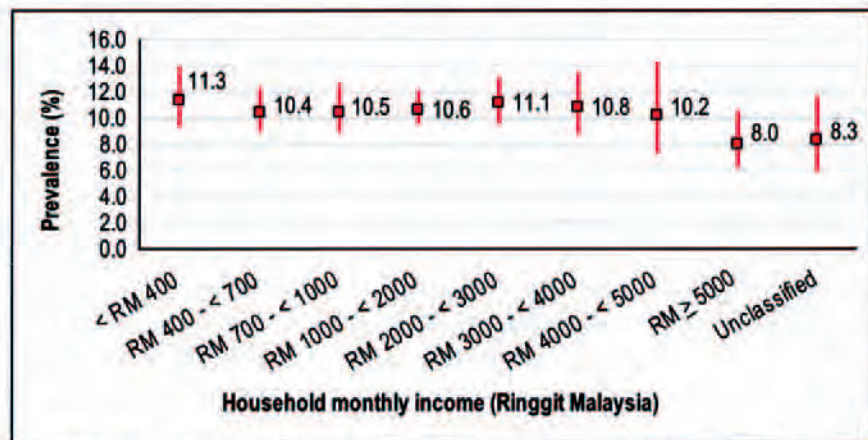 16.0
14.0
12.0
10.0
8.0
6.0
4.0
2.0
0.0
Prevalence (%)
11.3
10.4
10.5
10.6
11.1
10.8
10.2
8.0
8.3
< RM 400
RM 400 - < 700
RM 700 - < 1000
RM 1000 - < 2000
RM 2000 - < 3000
RM 3000 - < 4000
RM 4000 - < 5000
RM ≥ 5000
Unclassified
Household monthly income (Ringgit Malaysia)